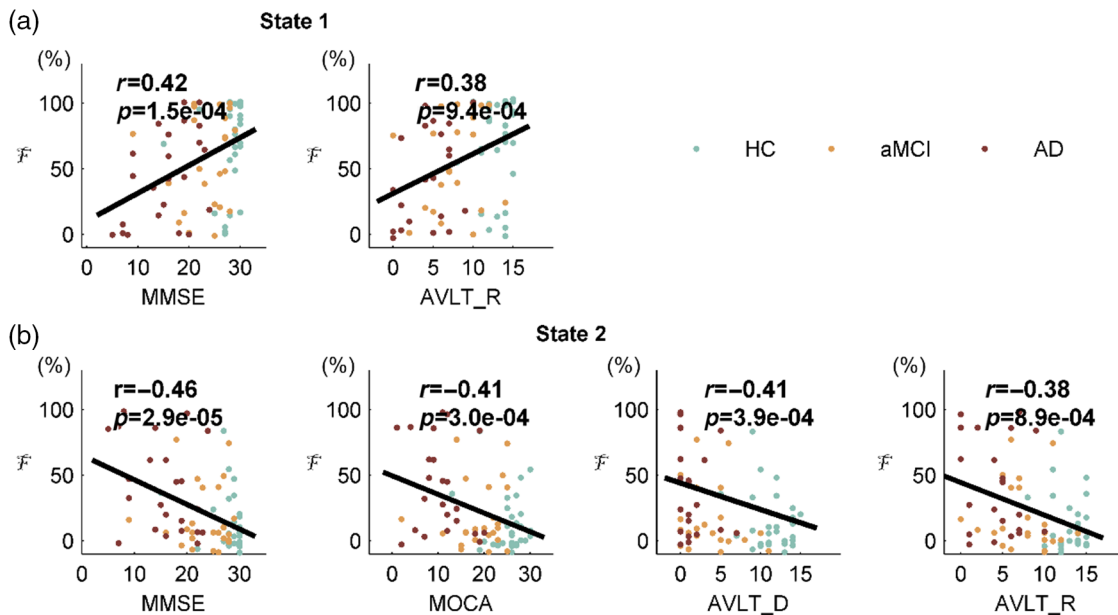 (a)
State 1
(%)
r=0.42
p=1.5e-04
100
50
0
ℱ
0 10 20 30
MMSE
r=0.38
p=9.4e-04
100
50
0
ℱ
0 5 10 15
AVLT_R
HC aMCI AD
(b)
State 2
(%)
r=−0.46
p=2.9e-05
100
50
0
ℱ
0 10 20 30
MMSE
(%)
r=−0.41
p=3.0e-04
100
50
0
ℱ
0 10 20 30
MOCA
(%)
r=−0.41
p=3.9e-04
100
50
0
ℱ
0 5 10 15
AVLT_D
(%)
r=−0.38
p=8.9e-04
100
50
0
ℱ
0 5 10 15
AVLT_R